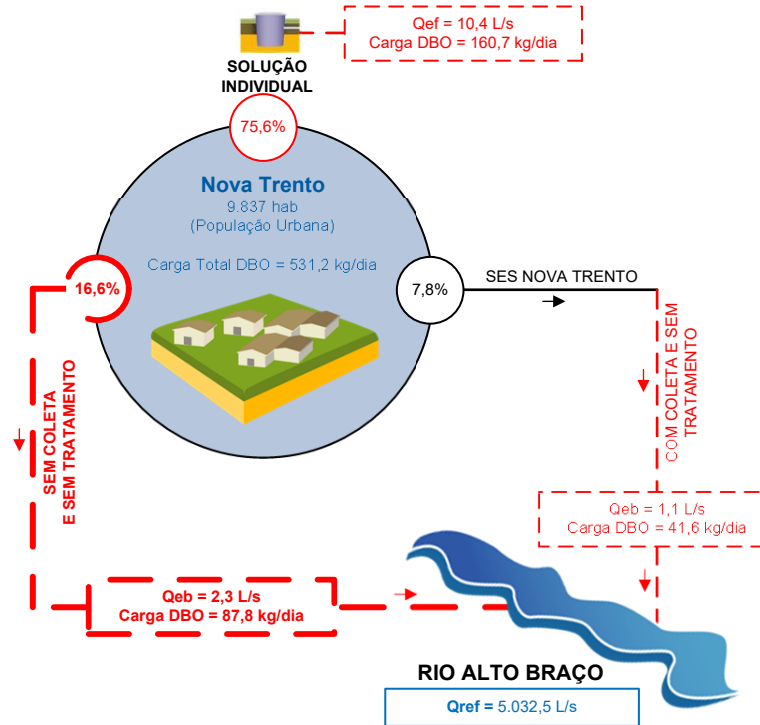 Qef = 10,4 L/s
Carga DBO = 160,7 kg/dia
SOLUÇÃO
INDIVIDUAL
75,6%
Nova Trento
9.837 hab
(População Urbana)
Carga Total DBO = 531,2 kg/dia
16,6%
7,8%
SES NOVA TRENTO
SEM COLETA
E SEM TRATAMENTO
COM COLETA E SEM
TRATAMENTO
Qeb = 1,1 L/s
Carga DBO = 41,6 kg/dia
Qeb = 2,3 L/s
Carga DBO = 87,8 kg/dia
RIO ALTO BRAÇO
Qref = 5.032,5 L/s